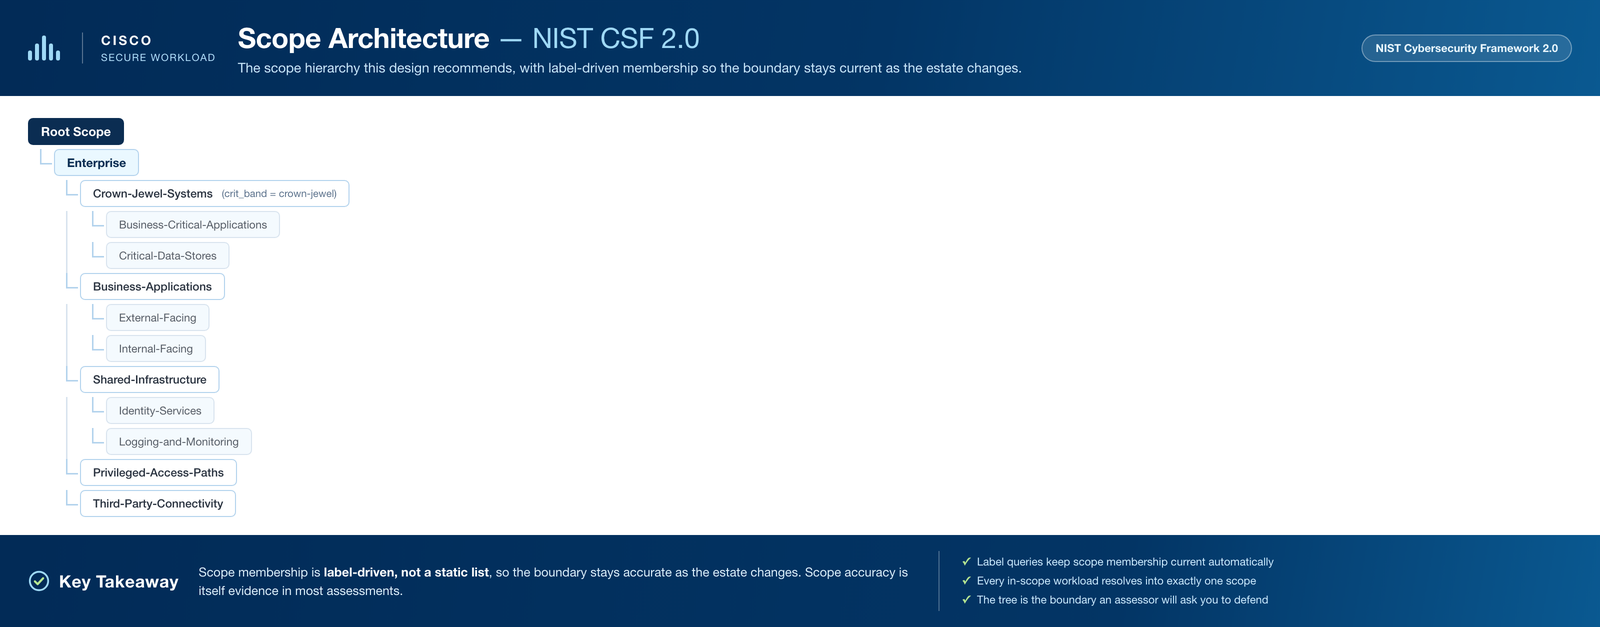 CISCO
SECURE WORKLOAD
Scope Architecture — NIST CSF 2.0
The scope hierarchy this design recommends, with label-driven membership so the boundary stays current as the estate changes.
NIST Cybersecurity Framework 2.0
Root Scope
Enterprise
Crown-Jewel-Systems (crit_band = crown-jewel)
Business-Critical-Applications
Critical-Data-Stores
Business-Applications
External-Facing
Internal-Facing
Shared-Infrastructure
Identity-Services
Logging-and-Monitoring
Privileged-Access-Paths
Third-Party-Connectivity
Key Takeaway
Scope membership is label-driven, not a static list, so the boundary stays accurate as the estate changes. Scope accuracy is
itself evidence in most assessments.
✓ Label queries keep scope membership current automatically
✓ Every in-scope workload resolves into exactly one scope
✓ The tree is the boundary an assessor will ask you to defend